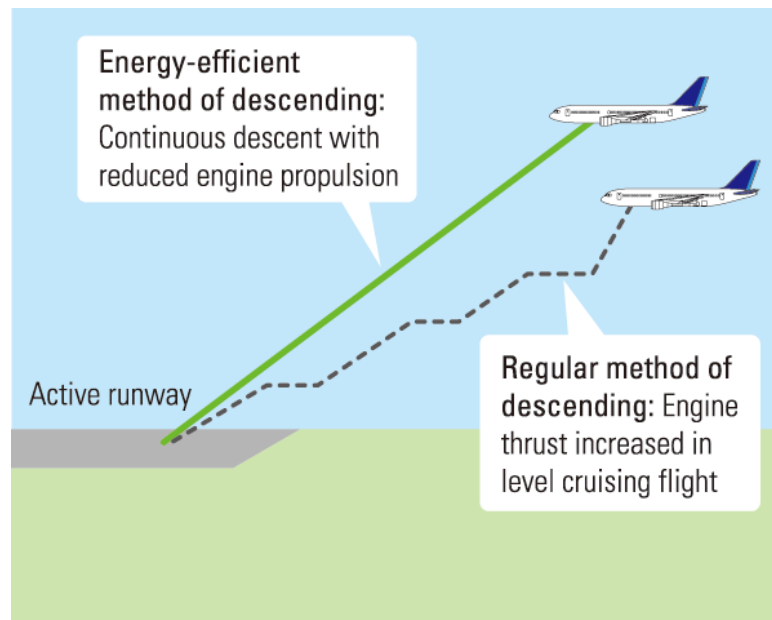 Energy-efficient
method of descending:
Continuous descent with
reduced engine propulsion
Active runway
Regular method of
descending: Engine
thrust increased in
level cruising flight